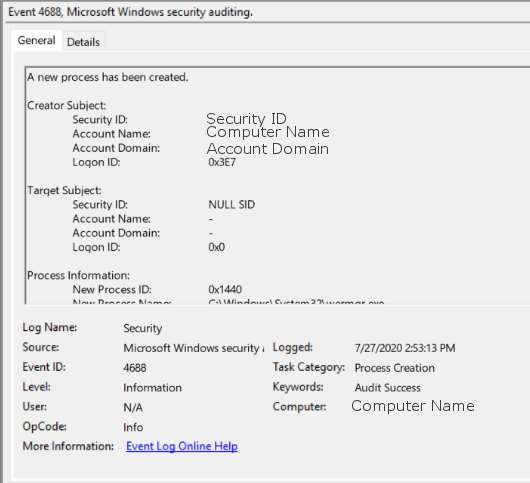 Event 4688, Microsoft Windows security auditing.
General Details
A new process has been created.
Creator Subject:
Security ID: Security ID
Account Name: Computer Name
Account Domain: Account Domain
Logon ID: 0x3E7
Target Subject:
Security ID: NULL SID
Account Name: -
Account Domain: -
Logon ID: 0x0
Process Information:
New Process ID: 0x1440
New Process Name: C:\Windows\System32\wermgr.exe
Log Name: Security
Source: Microsoft Windows security a Logged: 7/27/2020 2:53:13 PM
Event ID: 4688 Task Category: Process Creation
Level: Information Keywords: Audit Success
User: N/A Computer: Computer Name
OpCode: Info
More Information: Event Log Online Help